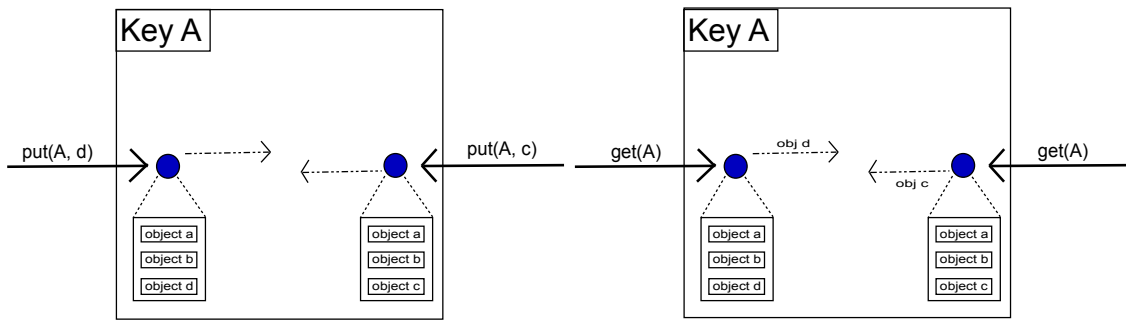 Key A
put(A, d)
put(A, c)
object a
object b
object d
object a
object b
object c
Key A
get(A)
obj d
obj c
get(A)
object a
object b
object d
object a
object b
object c